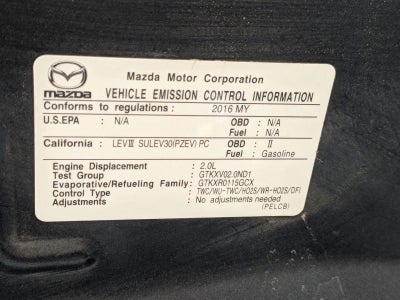 mazda
Mazda Motor Corporation
VEHICLE EMISSION CONTROL INFORMATION
Conforms to regulations : 2016 MY
U.S.EPA : N/A OBD : N/A
Fuel : N/A
California : LEVⅢ SULEV30(PZEV) PC OBD : Ⅱ
Fuel : Gasoline
Engine Displacement : 2.0L
Test Group : GTKXV02.0ND1
Evaporative/Refueling Family: GTKXR0115GCX
Control Type : TWC/WU-TWC/HO2S/WR-HO2S/DFI
Adjustments : No adjustments needed
(PELCB)